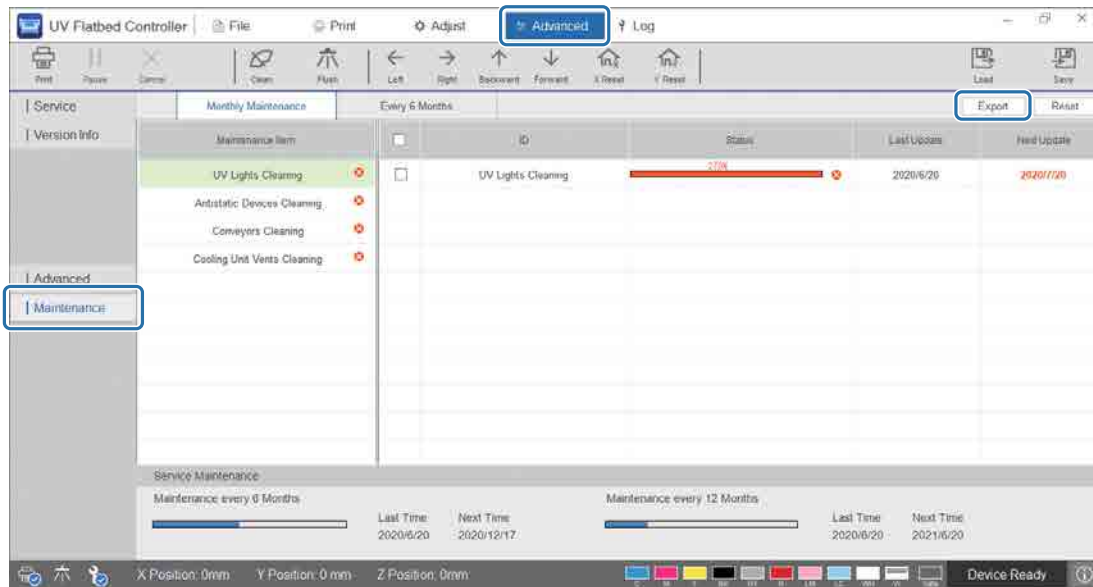 UV Flatbed Controller File Print Adjust Advanced Log
Print Pause Cancel Clean Flush Left Right Backward Forward X Reset Y Reset Load Save
Service Monthly Maintenance Every 6 Months Export Reset
Version Info Maintenance Item ID Status Last Update Next Update
UV Lights Cleaning UV Lights Cleaning 2020/6/20 2020/7/20
Antistatic Devices Cleaning
Conveyors Cleaning
Cooling Unit Vents Cleaning
Advanced
Maintenance
Service Maintenance
Maintenance every 6 Months Maintenance every 12 Months
Last Time Next Time Last Time Next Time
2020/6/20 2020/12/17 2020/6/20 2021/6/20
X Position: 0mm Y Position: 0 mm Z Position: 0mm Device Ready